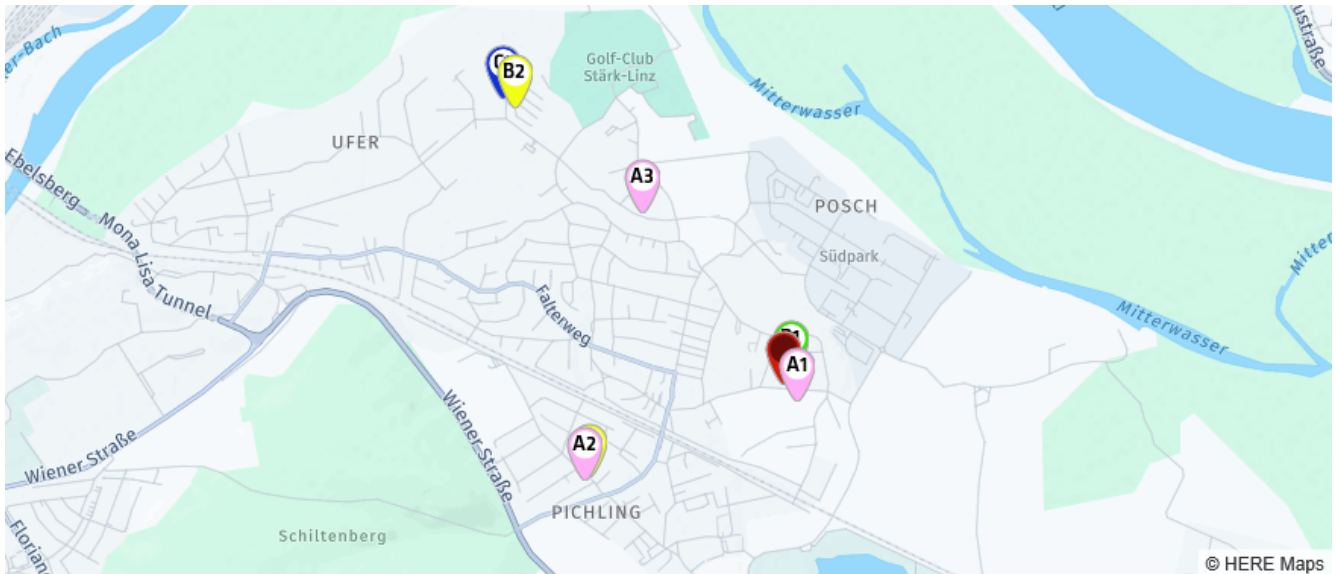 Golf-Club
Stärk-Linz
B2
Mitterwasser
UFER
A3
Ebelsberg
POSCH
Südpark
Mona Lisa Tunnel
Falterweg
Mitterwasser
A1
Wiener Straße
A2
Wiener Straße
PICHLING
Schiltenberg
© HERE Maps